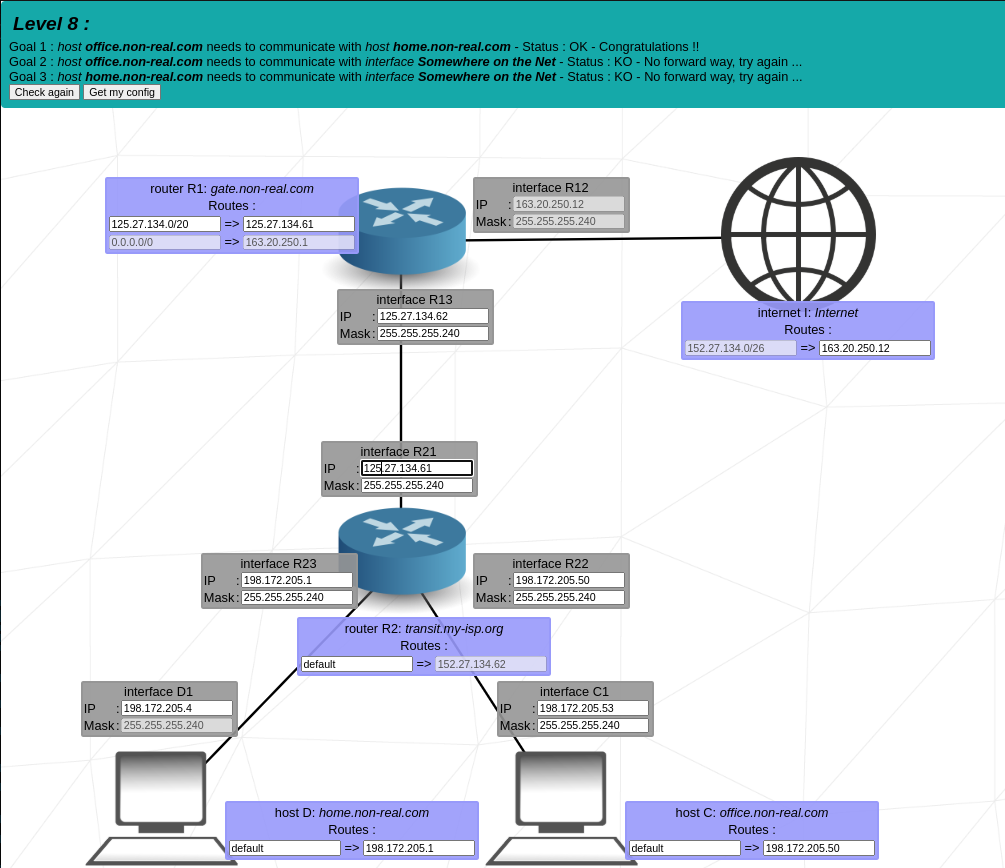 Level 8 :
Goal 1 : host office.non-real.com needs to communicate with host home.non-real.com - Status : OK - Congratulations !!
Goal 2 : host office.non-real.com needs to communicate with interface Somewhere on the Net - Status : KO - No forward way, try again ...
Goal 3 : host home.non-real.com needs to communicate with interface Somewhere on the Net - Status : KO - No forward way, try again ...
Check again Get my config
router R1: gate.non-real.com
Routes :
125.27.134.0/20 => 125.27.134.61
0.0.0.0/0 => 163.20.250.1
interface R12
IP : 163.20.250.12
Mask : 255.255.255.240
internet I: Internet
Routes :
152.27.134.0/26 => 163.20.250.12
interface R13
IP : 125.27.134.62
Mask : 255.255.255.240
interface R21
IP : 125.27.134.61
Mask : 255.255.255.240
interface R23
IP : 198.172.205.1
Mask : 255.255.255.240
interface R22
IP : 198.172.205.50
Mask : 255.255.255.240
router R2: transit.my-isp.org
Routes :
default => 152.27.134.62
interface D1
IP : 198.172.205.4
Mask : 255.255.255.240
interface C1
IP : 198.172.205.53
Mask : 255.255.255.240
host D: home.non-real.com
Routes :
default => 198.172.205.1
host C: office.non-real.com
Routes :
default => 198.172.205.50